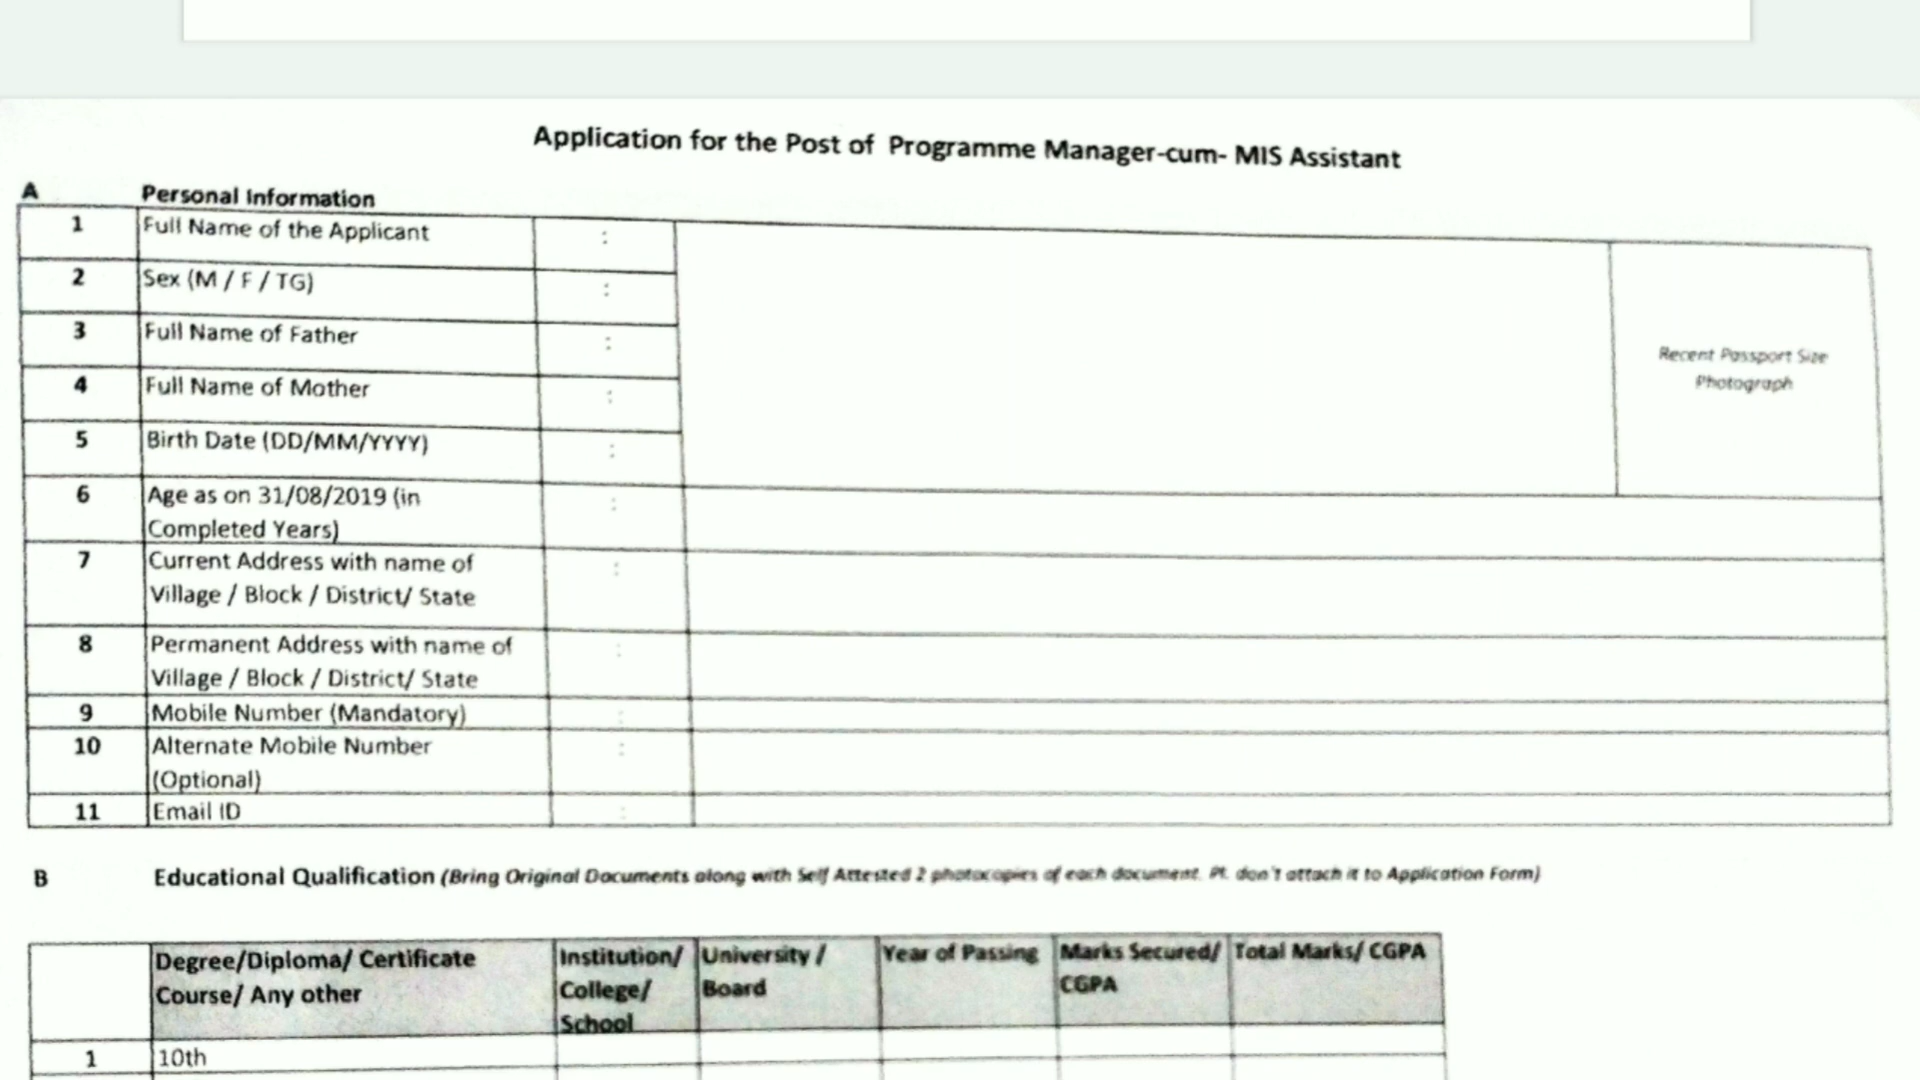 Application for the Post of Programme Manager-cum- MIS Assistant
A Personal Information
1 Full Name of the Applicant :
2 Sex (M / F / TG) :
3 Full Name of Father :
4 Full Name of Mother :
5 Birth Date (DD/MM/YYYY) :
Recent Passport Size
Photograph
6 Age as on 31/08/2019 (in :
Completed Years)
7 Current Address with name of :
Village / Block / District/ State
8 Permanent Address with name of :
Village / Block / District/ State
9 Mobile Number (Mandatory) :
10 Alternate Mobile Number :
(Optional)
11 Email ID :
B Educational Qualification (Bring Original Documents along with Self Attested 2 photocopies of each document. Pl. don't attach it to Application Form)
Degree/Diploma/ Certificate Institution/ University / Year of Passing Marks Secured/ Total Marks/ CGPA
Course/ Any other College/ Board CGPA
School
1 10th